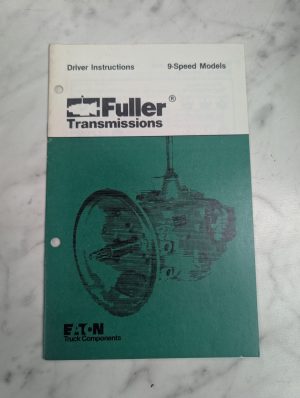 Driver Instructions 9-Speed Models
Fuller®
Transmissions
EATON
Truck Components